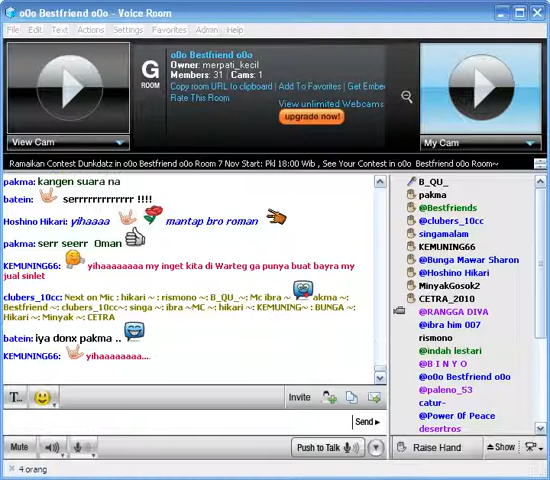 o0o Bestfriend o0o - Voice Room
File Edit Text Actions Settings Favorites Admin Help
o0o Bestfriend o0o
Owner: merpati_kecil
Members: 31 | Cams: 1
Copy room URL to clipboard | Add To Favorites | Get Embe
Rate This Room
View unlimited Webcams
upgrade now!
G
ROOM
View Cam
My Cam
Ramaikan Contest Dunkdatz in o0o Bestfriend o0o Room 7 Nov Start: Pkl 18:00 Wib , See Your Contest in o0o Bestfriend o0o Room~
pakma: kangen suara na
batein: serrrrrrrrrrrrr !!!!
Hoshino Hikari: yihaaaa mantap bro roman
pakma: serr seerr Oman
KEMUNING66: yihaaaaaaaa my inget kita di Warteg ga punya buat bayra my
jual sinlet
clubers_10cc: Next on Mic : hikari ~ : rismono ~: B_QU_~: Mc ibra ~ akma ~:
Bestfriend ~: clubers_10cc~: singa ~: ibra ~MC ~: hikari ~: KEMUNING~ : BUNGA ~:
Hikari ~: Minyak ~: CETRA
batein: iya donx pakma ..
KEMUNING66: yihaaaaa....
B_QU_
pakma
@Bestfriends
@clubers_10cc
singamalam
KEMUNING66
@Bunga Mawar Sharon
@Hoshino Hikari
MinyakGosok2
CETRA_2010
@RANGGA DIVA
@ibra him 007
rismono
@indah lestari
@B I N Y O
@o0o Bestfriend o0o
@paleno_53
catur-
@Power 0f Peace
desertros
T...
Invite
Send
Mute
Push to Talk
Raise Hand
Show
4 orang